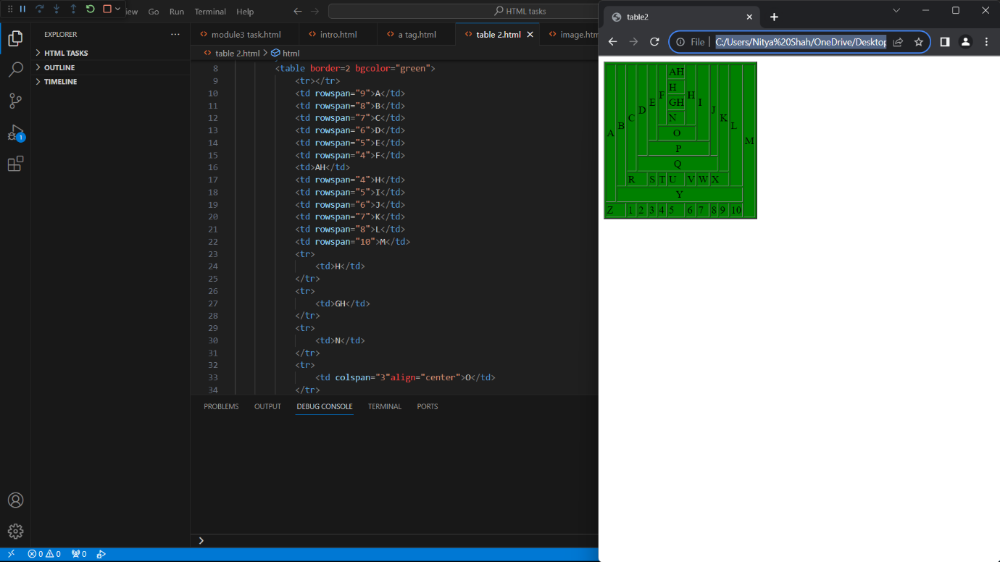 iew Go Run Terminal Help
HTML tasks
EXPLORER
HTML TASKS
OUTLINE
TIMELINE
1
module3 task.html
intro.html
a tag.html
table 2.html
image.htm
table 2.html > html
8 <table border=2 bgcolor="green">
9 <tr></tr>
10 <td rowspan="9">A</td>
11 <td rowspan="8">B</td>
12 <td rowspan="7">C</td>
13 <td rowspan="6">D</td>
14 <td rowspan="5">E</td>
15 <td rowspan="4">F</td>
16 <td>AH</td>
17 <td rowspan="4">H</td>
18 <td rowspan="5">I</td>
19 <td rowspan="6">J</td>
20 <td rowspan="7">K</td>
21 <td rowspan="8">L</td>
22 <td rowspan="10">M</td>
23 <tr>
24 <td>H</td>
25 </tr>
26 <tr>
27 <td>GH</td>
28 </tr>
29 <tr>
30 <td>N</td>
31 </tr>
32 <tr>
33 <td colspan="3"align="center">O</td>
34 </tr>
PROBLEMS OUTPUT DEBUG CONSOLE TERMINAL PORTS
0 0 0
table2
File | C:/Users/Nitya%20Shah/OneDrive/Desktop
AH
H
F H
E GH I
D J
C N K
B L
A O
M
P
Q
R S T U V W X
Y
Z 1 2 3 4 5 6 7 8 9 10